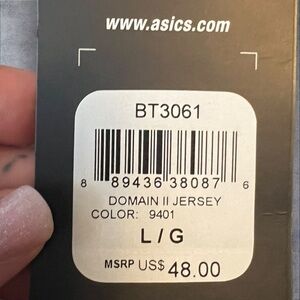 www.asics.com
BT3061
8 89436 38087 6
DOMAIN II JERSEY
COLOR: 9401
L / G
MSRP US$ 48.00